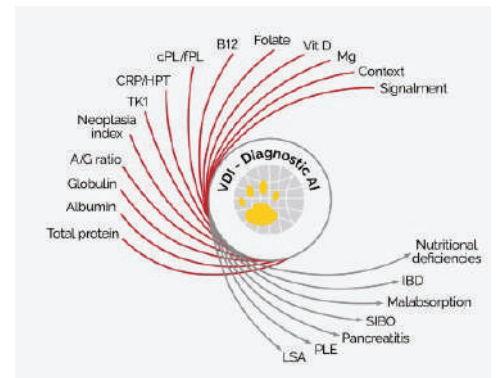 B12
Folate
Vit D
Mg
Context
Signalment
cPL/fPL
CRP/HPT
TK1
Neoplasia
index
A/G ratio
Globulin
Albumin
Total protein
VDI - Diagnostic AI
Nutritional
deficiencies
IBD
Malabsorption
SIBO
Pancreatitis
PLE
LSA